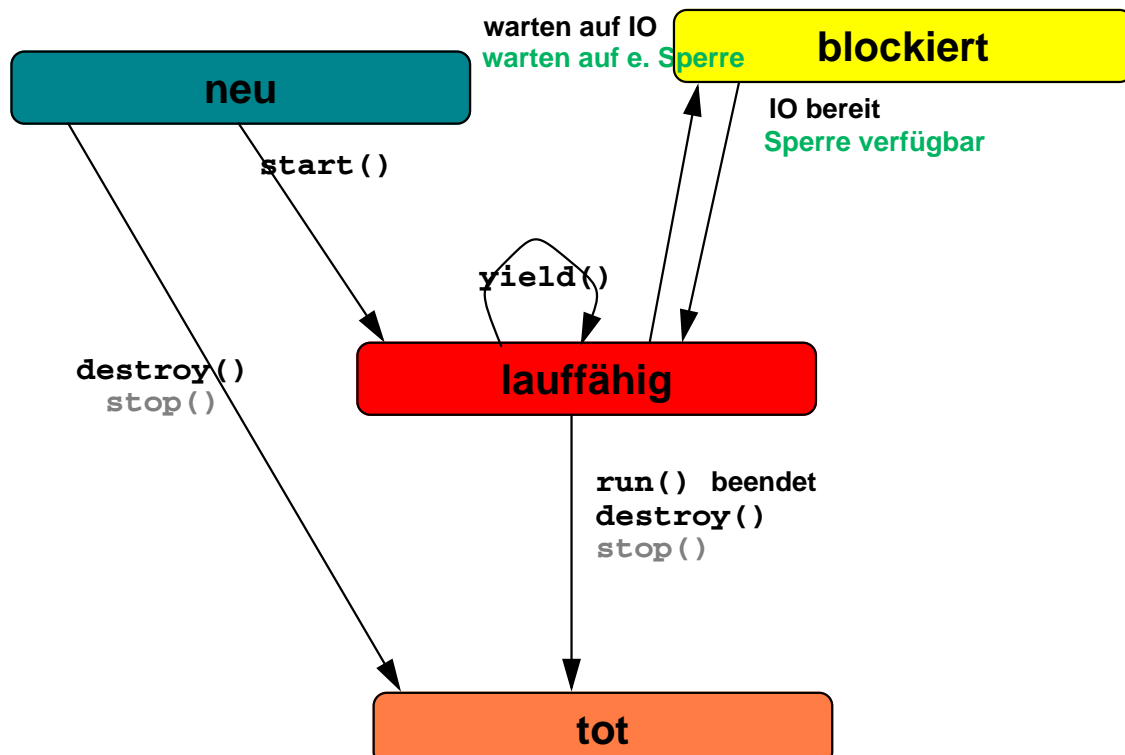 warten auf IO
warten auf e. Sperre
blockiert
neu
IO bereit
Sperre verfügbar
start()
yield()
destroy()
stop()
lauffähig
run() beendet
destroy()
stop()
tot